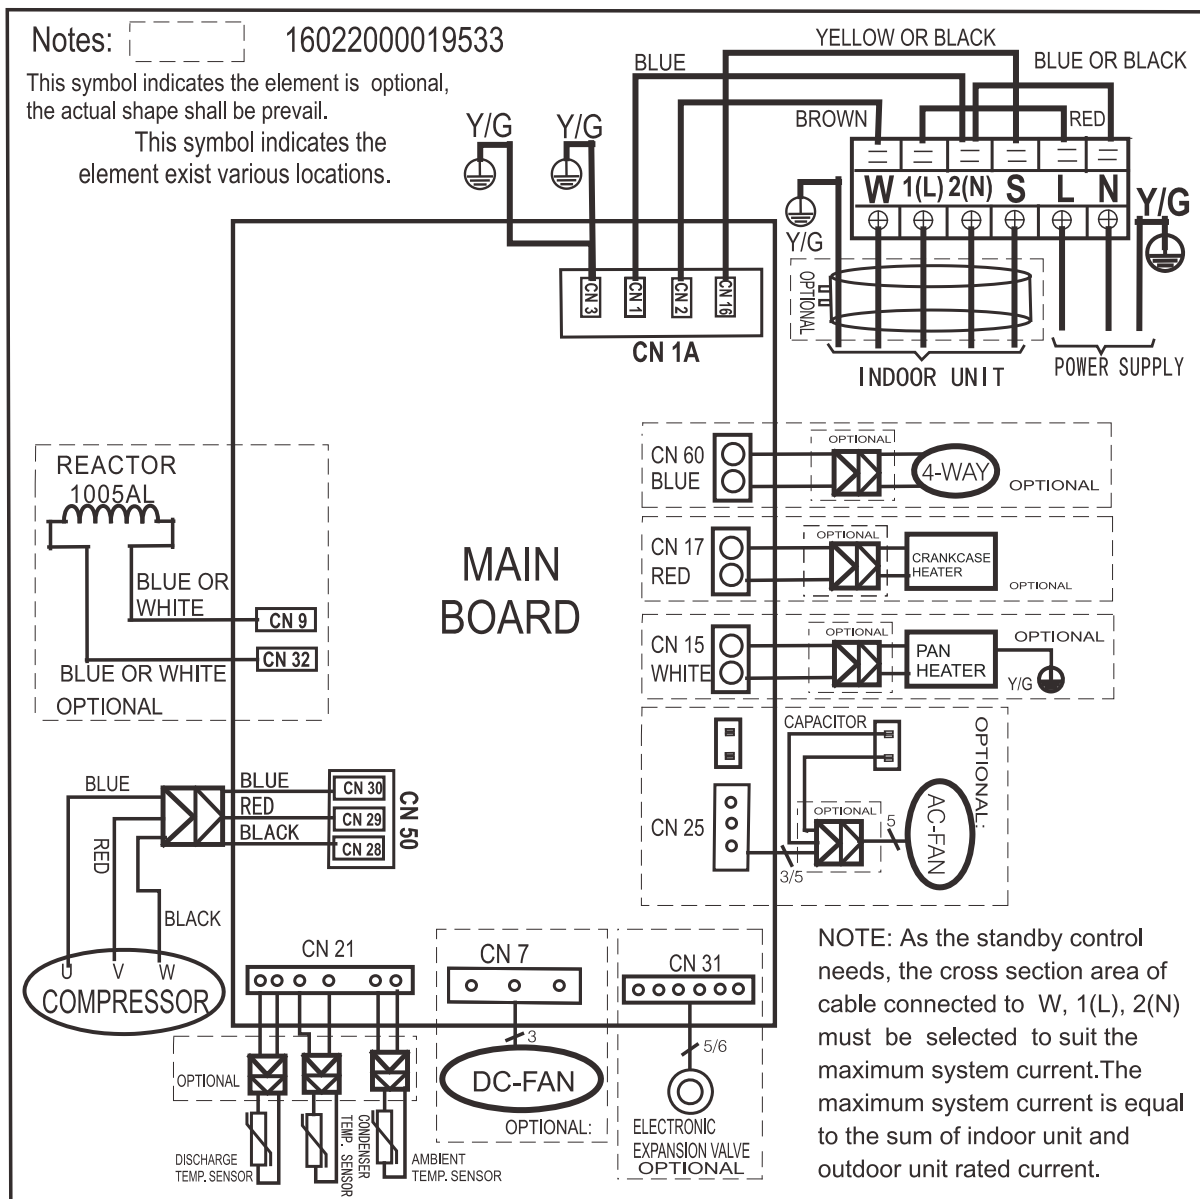 Notes: 16022000019533
This symbol indicates the element is optional,
the actual shape shall be prevail.
This symbol indicates the
element exist various locations.
YELLOW OR BLACK
BLUE
BLUE OR BLACK
BROWN
RED
Y/G
Y/G
W 1(L) 2(N) S L N
Y/G
Y/G
OPTIONAL
INDOOR UNIT
POWER SUPPLY
CN 3
CN 1
CN 2
CN 16
CN 1A
REACTOR
1005AL
BLUE OR
WHITE
CN 9
CN 32
BLUE OR WHITE
OPTIONAL
MAIN
BOARD
CN 60
BLUE
OPTIONAL
4-WAY
OPTIONAL
CN 17
RED
OPTIONAL
CRANKCASE
HEATER
OPTIONAL
CN 15
WHITE
OPTIONAL
PAN
HEATER
OPTIONAL
Y/G
CAPACITOR
OPTIONAL:
CN 25
OPTIONAL
3/5
5
AC-FAN
BLUE
RED
BLACK
BLUE
RED
BLACK
CN 30
CN 29
CN 28
CN 50
U V W
COMPRESSOR
CN 21
OPTIONAL
DISCHARGE
TEMP. SENSOR
CONDENSER
TEMP. SENSOR
AMBIENT
TEMP. SENSOR
CN 7
3
DC-FAN
OPTIONAL:
CN 31
5/6
ELECTRONIC
EXPANSION VALVE
OPTIONAL
NOTE: As the standby control
needs, the cross section area of
cable connected to W, 1(L), 2(N)
must be selected to suit the
maximum system current.The
maximum system current is equal
to the sum of indoor unit and
outdoor unit rated current.